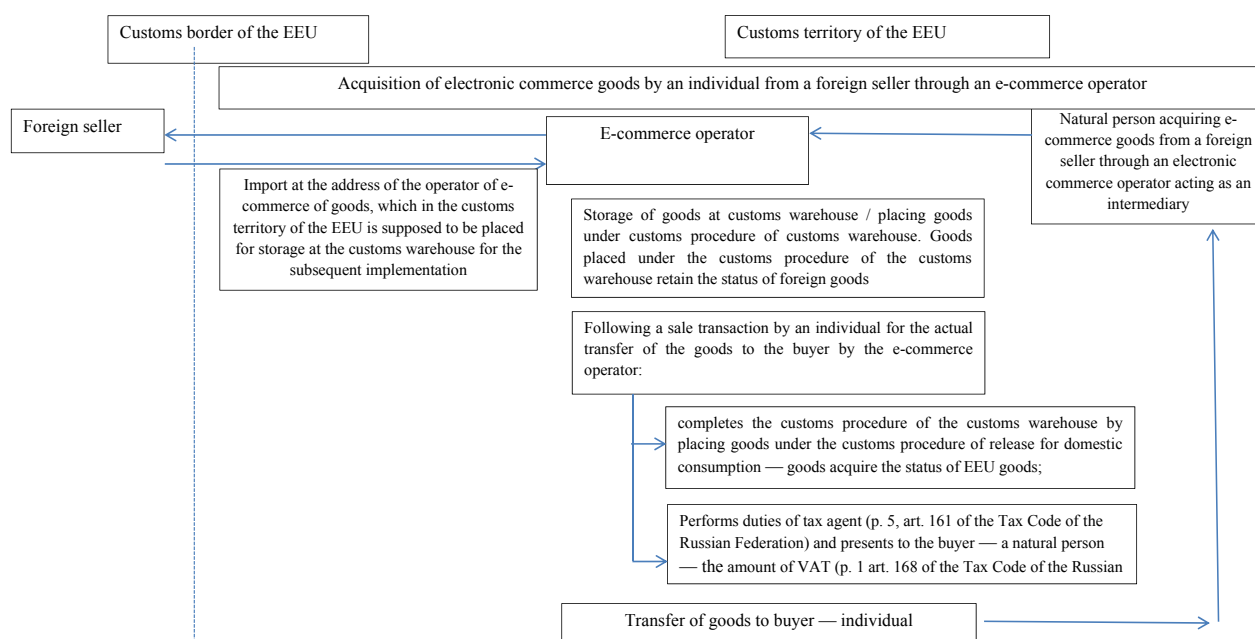 Customs border of the EEU
Customs territory of the EEU
Acquisition of electronic commerce goods by an individual from a foreign seller through an e-commerce operator
Foreign seller
E-commerce operator
Natural person acquiring e-
commerce goods from a foreign
seller through an electronic
commerce operator acting as an
intermediary
Import at the address of the operator of e-
commerce of goods, which in the customs
territory of the EEU is supposed to be placed
for storage at the customs warehouse for the
subsequent implementation
Storage of goods at customs warehouse / placing goods
under customs procedure of customs warehouse. Goods
placed under the customs procedure of the customs
warehouse retain the status of foreign goods
Following a sale transaction by an individual for the actual
transfer of the goods to the buyer by the e-commerce
operator:
completes the customs procedure of the customs warehouse by
placing goods under the customs procedure of release for domestic
consumption — goods acquire the status of EEU goods;
Performs duties of tax agent (p. 5, art. 161 of the Tax Code of the
Russian Federation) and presents to the buyer — a natural person
— the amount of VAT (p. 1 art. 168 of the Tax Code of the Russian
Transfer of goods to buyer — individual